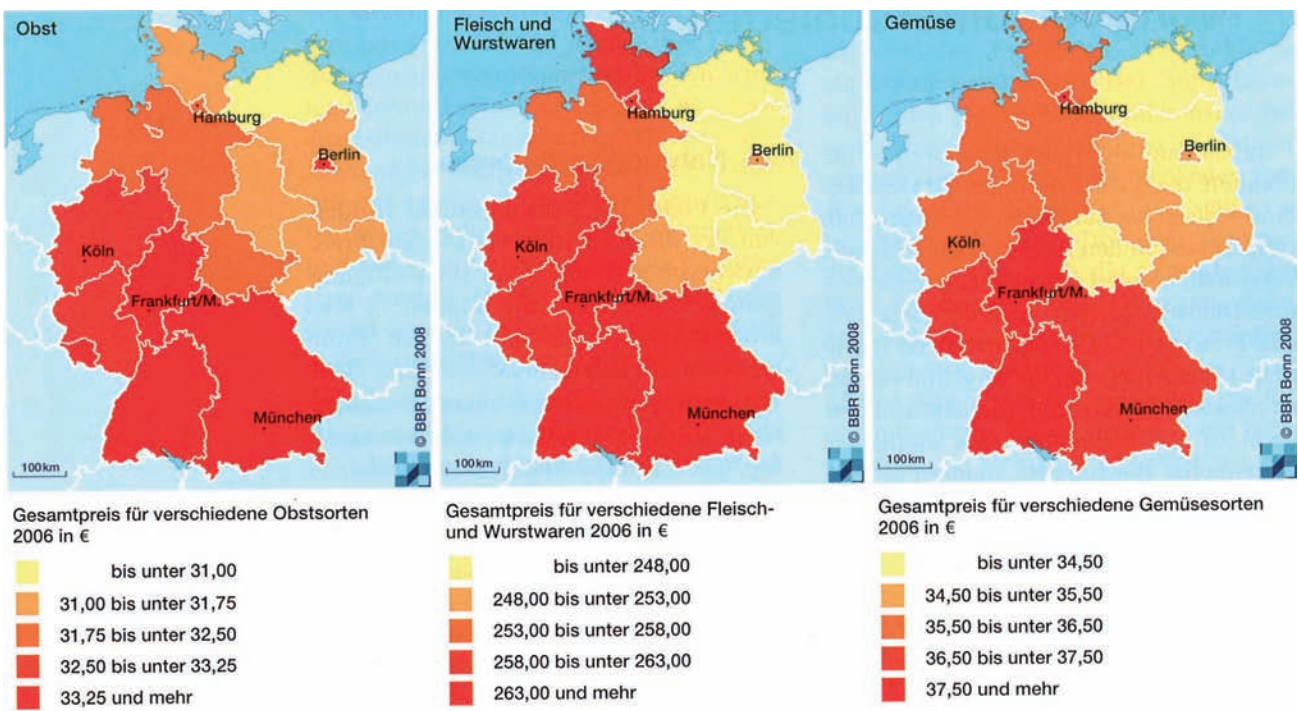 Obst
Hamburg
Berlin
Köln
Frankfurt/M.
München
100 km
© BBR Bonn 2008
Gesamtpreis für verschiedene Obstsorten
2006 in €
bis unter 31,00
31,00 bis unter 31,75
31,75 bis unter 32,50
32,50 bis unter 33,25
33,25 und mehr
Fleisch und
Wurstwaren
Hamburg
Berlin
Köln
Frankfurt/M.
München
100 km
© BBR Bonn 2008
Gesamtpreis für verschiedene Fleisch-
und Wurstwaren 2006 in €
bis unter 248,00
248,00 bis unter 253,00
253,00 bis unter 258,00
258,00 bis unter 263,00
263,00 und mehr
Gemüse
Hamburg
Berlin
Köln
Frankfurt/M.
München
100 km
© BBR Bonn 2008
Gesamtpreis für verschiedene Gemüsesorten
2006 in €
bis unter 34,50
34,50 bis unter 35,50
35,50 bis unter 36,50
36,50 bis unter 37,50
37,50 und mehr